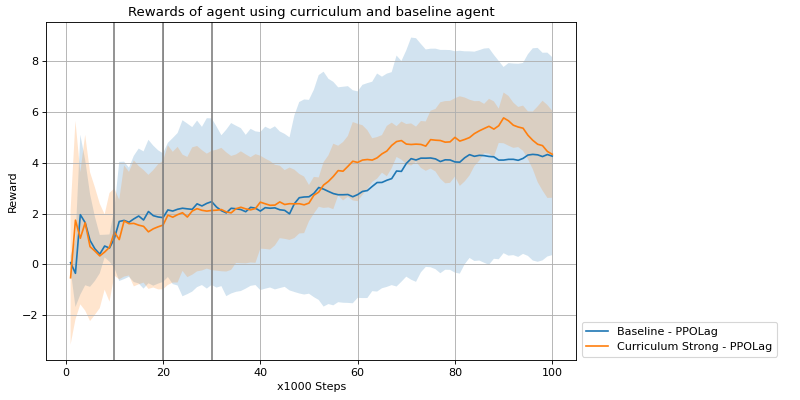 Rewards of agent using curriculum and baseline agent
Reward
8
6
4
2
0
−2
0 20 40 60 80 100
x1000 Steps
Baseline - PPOLag
Curriculum Strong - PPOLag